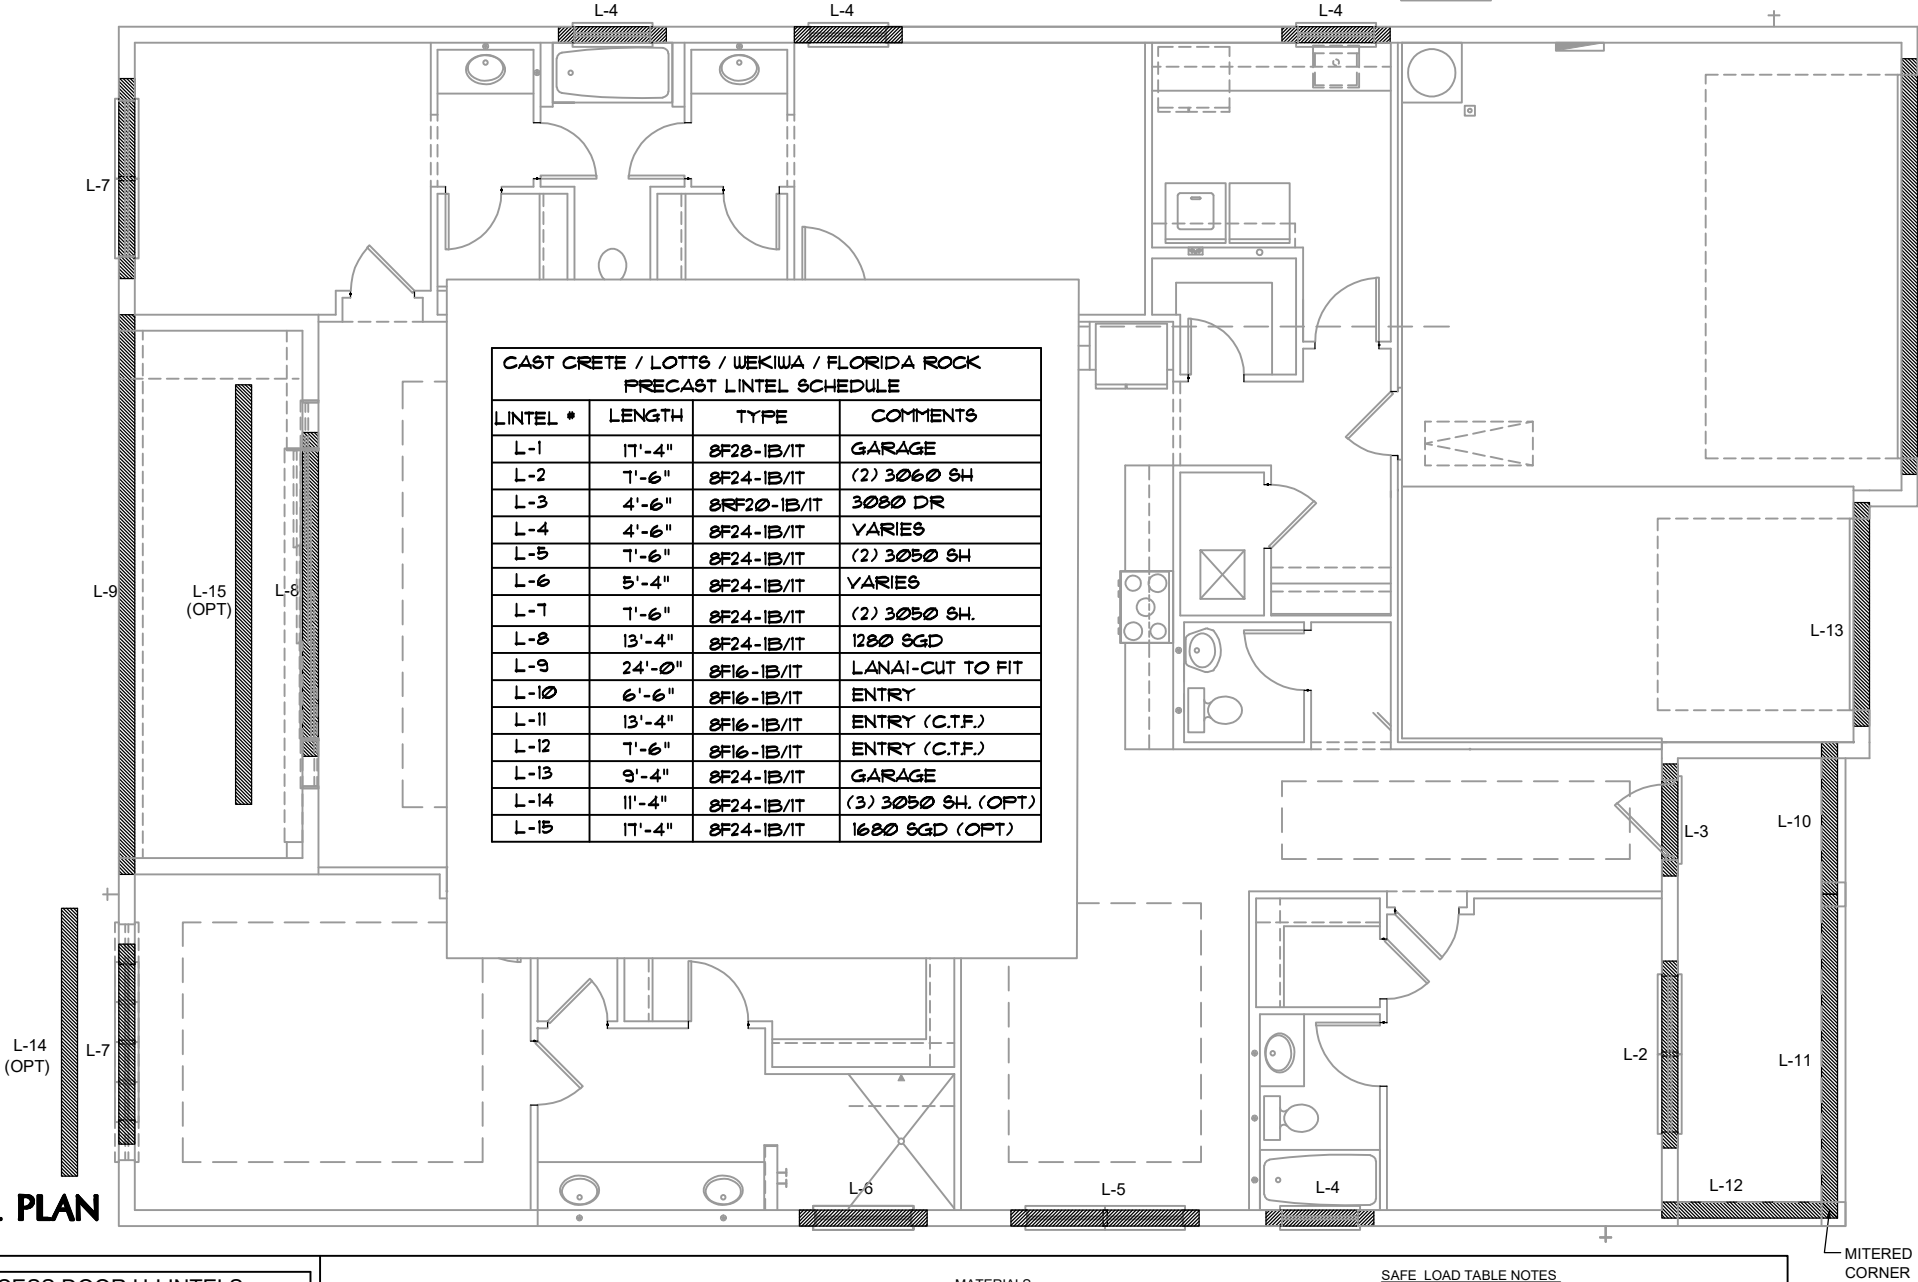 L-4
L-4
L-4
L-7
CAST CRETE / LOTTS / WEKIWA / FLORIDA ROCK
PRECAST LINTEL SCHEDULE
LINTEL # LENGTH TYPE COMMENTS
L-1 17'-4" 8F28-1B/1T GARAGE
L-2 7'-6" 8F24-1B/1T (2) 3060 SH
L-3 4'-6" 8RF20-1B/1T 3080 DR
L-4 4'-6" 8F24-1B/1T VARIES
L-5 7'-6" 8F24-1B/1T (2) 3050 SH
L-6 5'-4" 8F24-1B/1T VARIES
L-7 7'-6" 8F24-1B/1T (2) 3050 SH.
L-8 13'-4" 8F24-1B/1T 1280 SGD
L-9 24'-0" 8F16-1B/1T LANAI-CUT TO FIT
L-10 6'-6" 8F16-1B/1T ENTRY
L-11 13'-4" 8F16-1B/1T ENTRY (C.T.F.)
L-12 7'-6" 8F16-1B/1T ENTRY (C.T.F.)
L-13 9'-4" 8F24-1B/1T GARAGE
L-14 11'-4" 8F24-1B/1T (3) 3050 SH. (OPT)
L-15 17'-4" 8F24-1B/1T 1680 SGD (OPT)
L-9
L-15
(OPT)
L-8
L-13
L-3
L-10
L-14
(OPT)
L-7
L-2
L-11
L-6
L-5
L-4
L-12
PLAN
MITERED
CORNER
SAFE LOAD TABLE NOTES